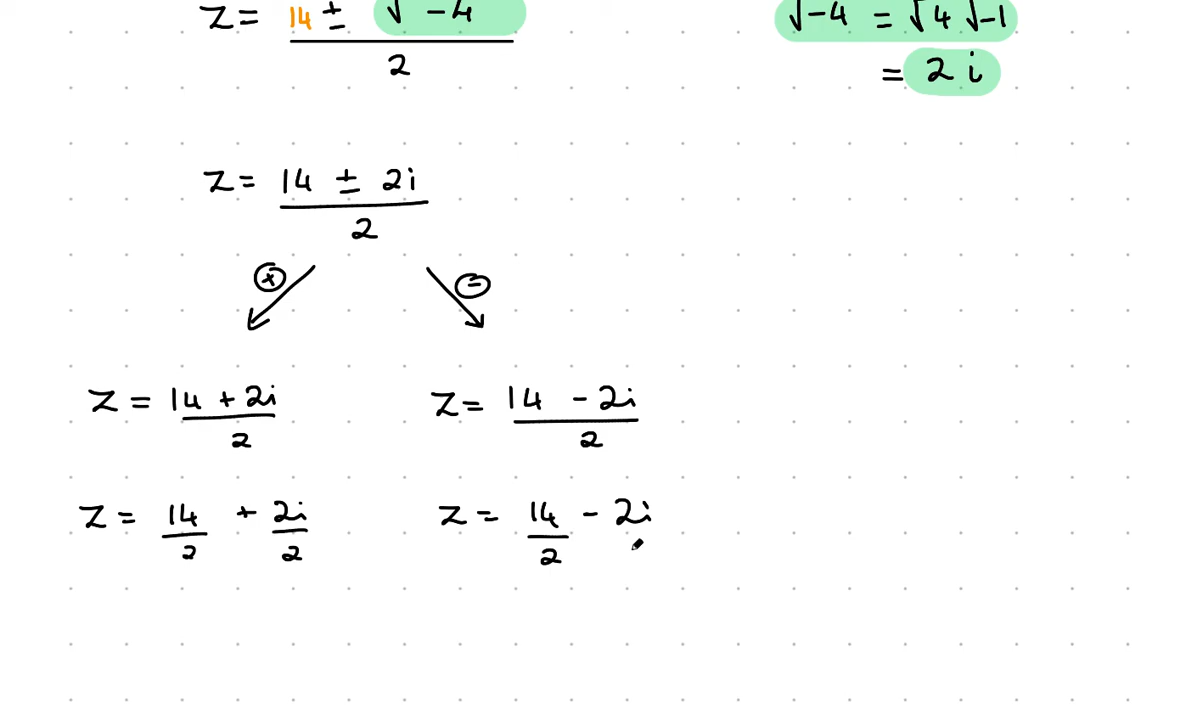 z = 14 ± √-4 / 2
√-4 = √4 √-1
= 2 i
z = 14 ± 2i / 2
+ −
z = 14 + 2i / 2
z = 14 - 2i / 2
z = 14/2 + 2i/2
z = 14/2 - 2i